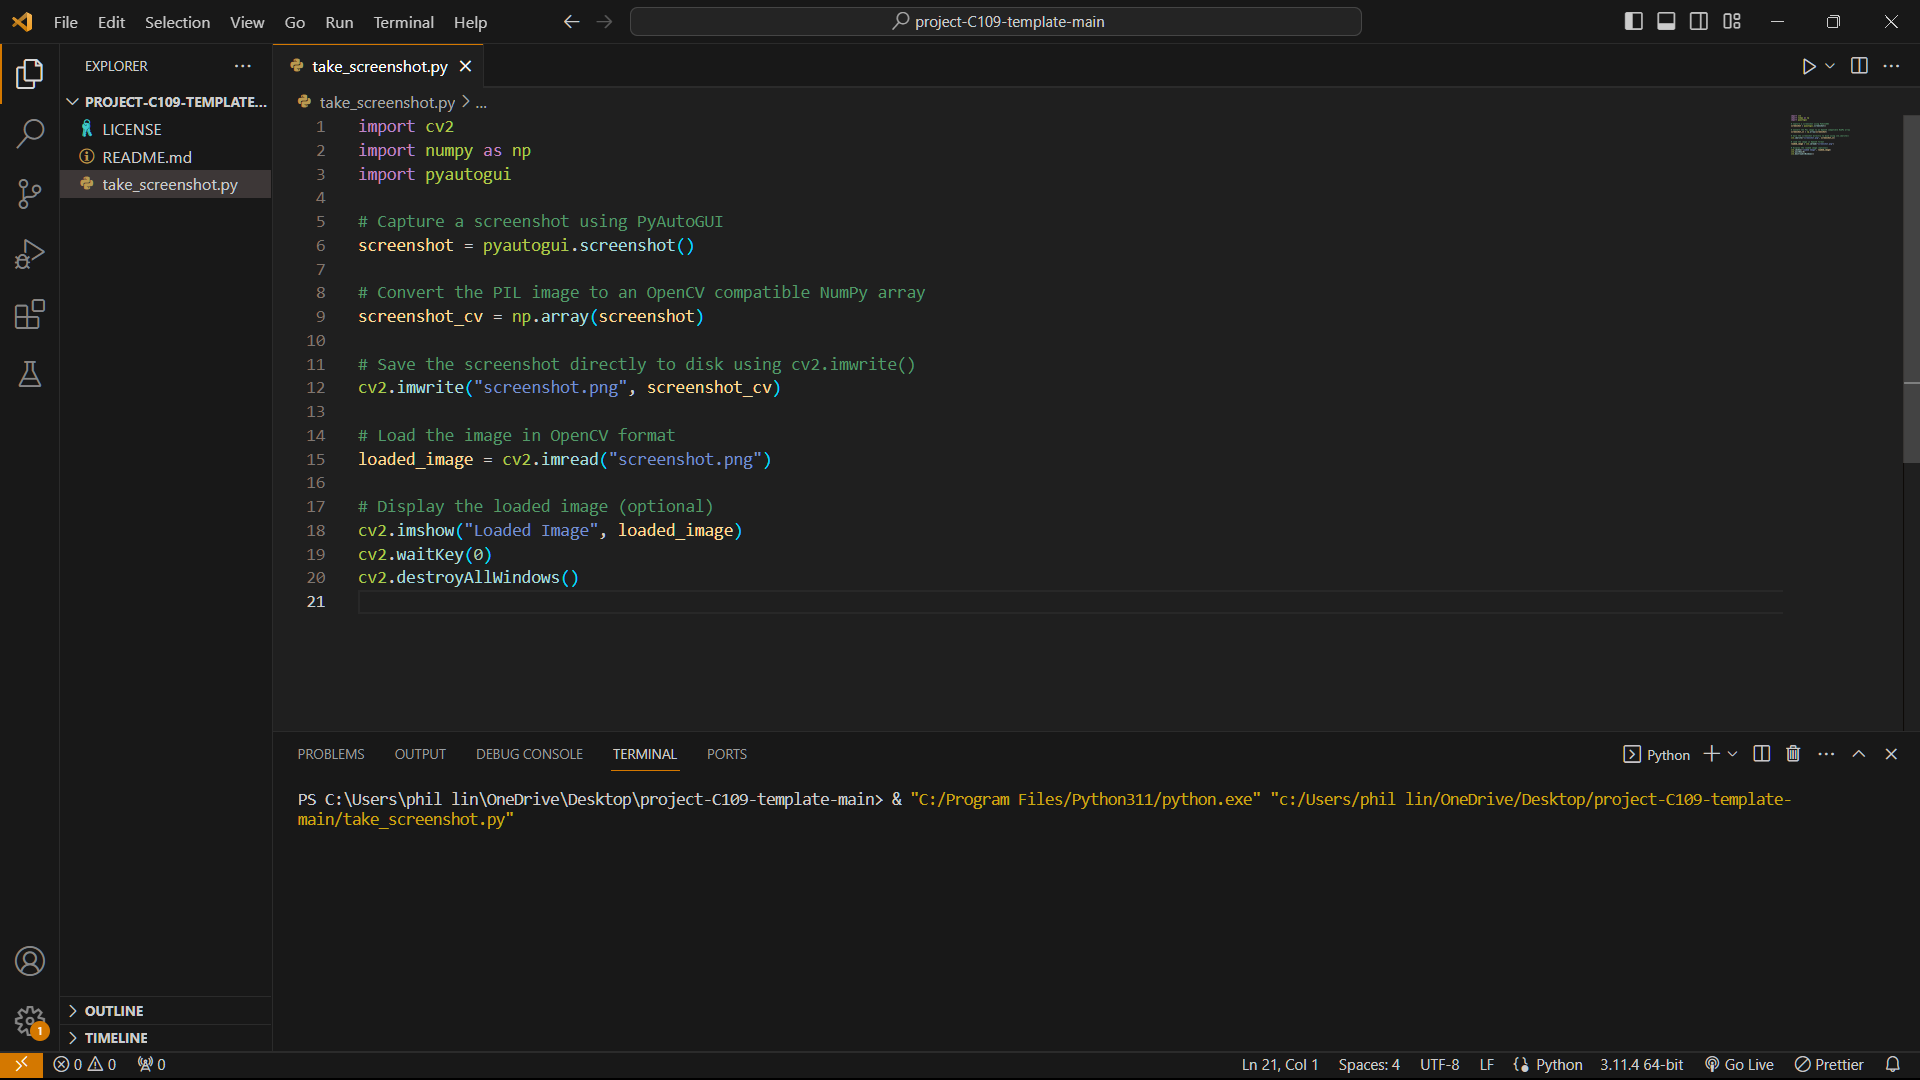 File Edit Selection View Go Run Terminal Help
project-C109-template-main
EXPLORER
PROJECT-C109-TEMPLATE...
LICENSE
README.md
take_screenshot.py
OUTLINE
TIMELINE
1
take_screenshot.py
take_screenshot.py > ...
1 import cv2
2 import numpy as np
3 import pyautogui
4
5 # Capture a screenshot using PyAutoGUI
6 screenshot = pyautogui.screenshot()
7
8 # Convert the PIL image to an OpenCV compatible NumPy array
9 screenshot_cv = np.array(screenshot)
10
11 # Save the screenshot directly to disk using cv2.imwrite()
12 cv2.imwrite("screenshot.png", screenshot_cv)
13
14 # Load the image in OpenCV format
15 loaded_image = cv2.imread("screenshot.png")
16
17 # Display the loaded image (optional)
18 cv2.imshow("Loaded Image", loaded_image)
19 cv2.waitKey(0)
20 cv2.destroyAllWindows()
21
PROBLEMS OUTPUT DEBUG CONSOLE TERMINAL PORTS
Python
PS C:\Users\phil lin\OneDrive\Desktop\project-C109-template-main> & "C:/Program Files/Python311/python.exe" "c:/Users/phil lin/OneDrive/Desktop/project-C109-template-
main/take_screenshot.py"
0 0 0
Ln 21, Col 1 Spaces: 4 UTF-8 LF Python 3.11.4 64-bit Go Live Prettier